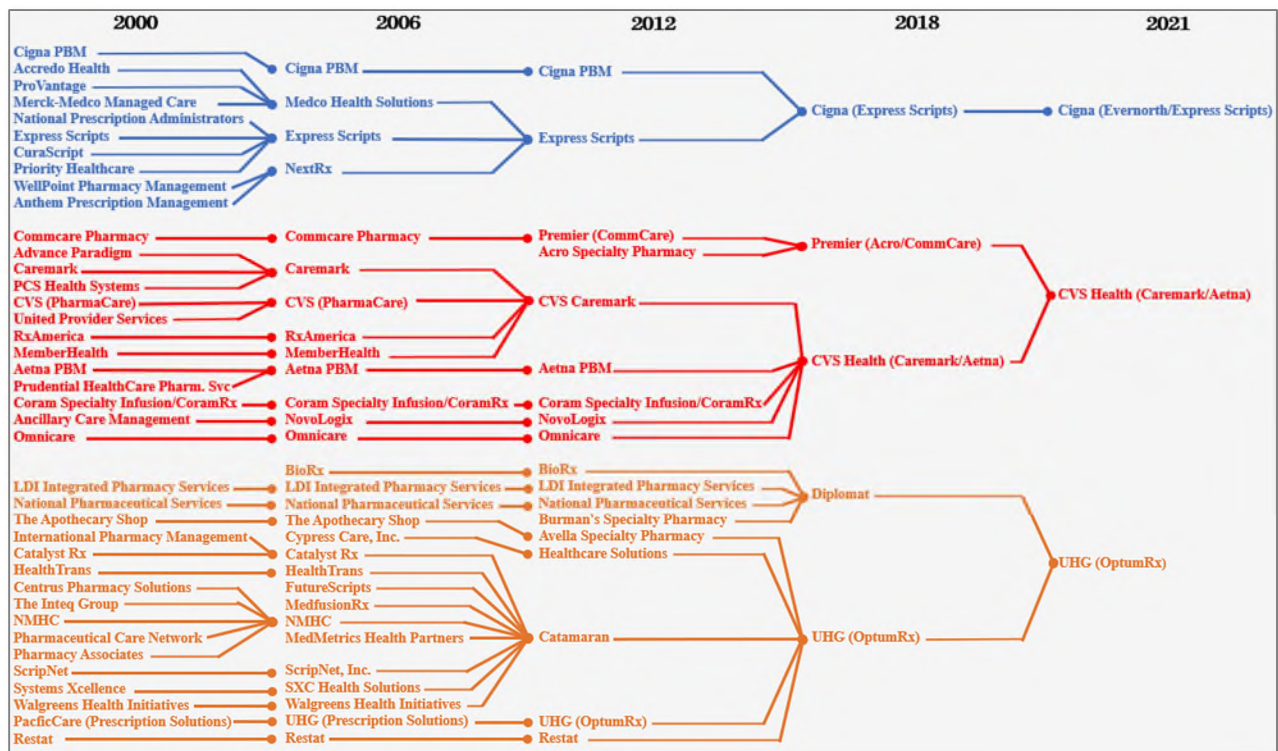 2000 2006 2012 2018 2021
Cigna PBM
Accredo Health
ProVantage
Merck-Medco Managed Care
National Prescription Administrators
Express Scripts
CuraScript
Priority Healthcare
WellPoint Pharmacy Management
Anthem Prescription Management
Cigna PBM
Medco Health Solutions
Express Scripts
NextRx
Cigna PBM
Express Scripts
Cigna (Express Scripts)
Cigna (Evernorth/Express Scripts)
Commcare Pharmacy
Advance Paradigm
Caremark
PCS Health Systems
CVS (PharmaCare)
United Provider Services
RxAmerica
MemberHealth
Aetna PBM
Prudential HealthCare Pharm. Svc
Coram Specialty Infusion/CoramRx
Ancillary Care Management
Omnicare
Commcare Pharmacy
Caremark
CVS (PharmaCare)
RxAmerica
MemberHealth
Aetna PBM
Coram Specialty Infusion/CoramRx
NovoLogix
Omnicare
Premier (CommCare)
Acro Specialty Pharmacy
CVS Caremark
Aetna PBM
Coram Specialty Infusion/CoramRx
NovoLogix
Omnicare
Premier (Acro/CommCare)
CVS Health (Caremark/Aetna)
CVS Health (Caremark/Aetna)
LDI Integrated Pharmacy Services
National Pharmaceutical Services
The Apothecary Shop
International Pharmacy Management
Catalyst Rx
HealthTrans
Centrus Pharmacy Solutions
The Inteq Group
NMHC
Pharmaceutical Care Network
Pharmacy Associates
ScripNet
Systems Xcellence
Walgreens Health Initiatives
PacficCare (Prescription Solutions)
Restat
BioRx
LDI Integrated Pharmacy Services
National Pharmaceutical Services
The Apothecary Shop
Cypress Care, Inc.
Catalyst Rx
HealthTrans
FutureScripts
MedfusionRx
NMHC
MedMetrics Health Partners
ScripNet, Inc.
SXC Health Solutions
Walgreens Health Initiatives
UHG (Prescription Solutions)
Restat
BioRx
LDI Integrated Pharmacy Services
National Pharmaceutical Services
Burman's Specialty Pharmacy
Avella Specialty Pharmacy
Healthcare Solutions
Catamaran
UHG (OptumRx)
Restat
Diplomat
UHG (OptumRx)
UHG (OptumRx)